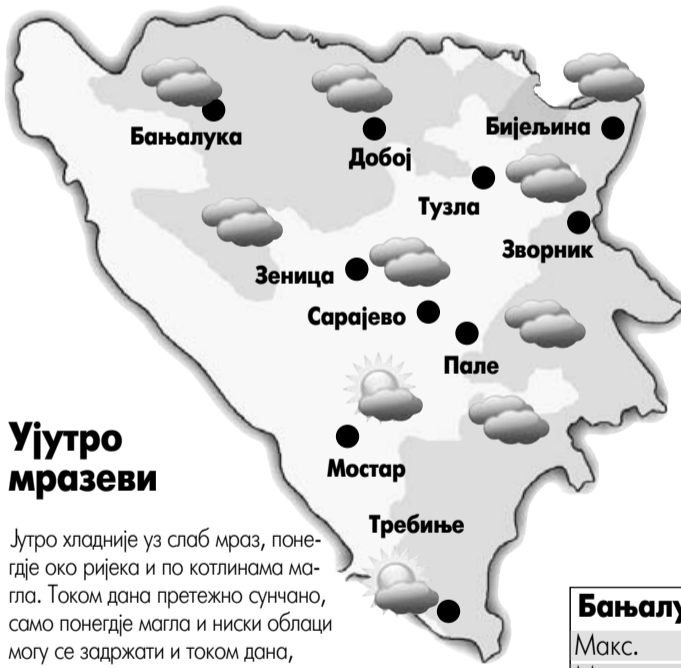 Бањалука
Добој
Бијељина
Тузла
Зворник
Зеница
Сарајево
Пале
Мостар
Требиње
Ујутро
мразеви
Јутро хладније уз слаб мраз, поне-
гдје око ријека и по котлинама ма-
гла. Током дана претежно сунчано,
само понегдје магла и ниски облаци
могу се задржати и током дана,
Макс.